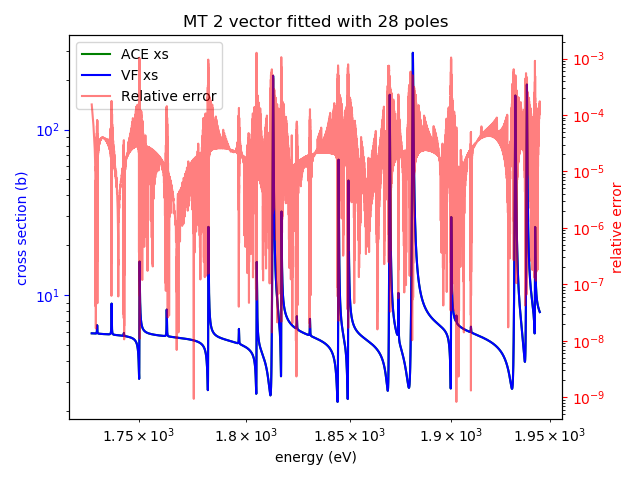 MT 2 vector fitted with 28 poles
ACE xs
VF xs
Relative error
cross section (b)
10²
10¹
relative error
10⁻³
10⁻⁴
10⁻⁵
10⁻⁶
10⁻⁷
10⁻⁸
10⁻⁹
1.75 × 10³
1.8 × 10³
1.85 × 10³
1.9 × 10³
1.95 × 10³
energy (eV)